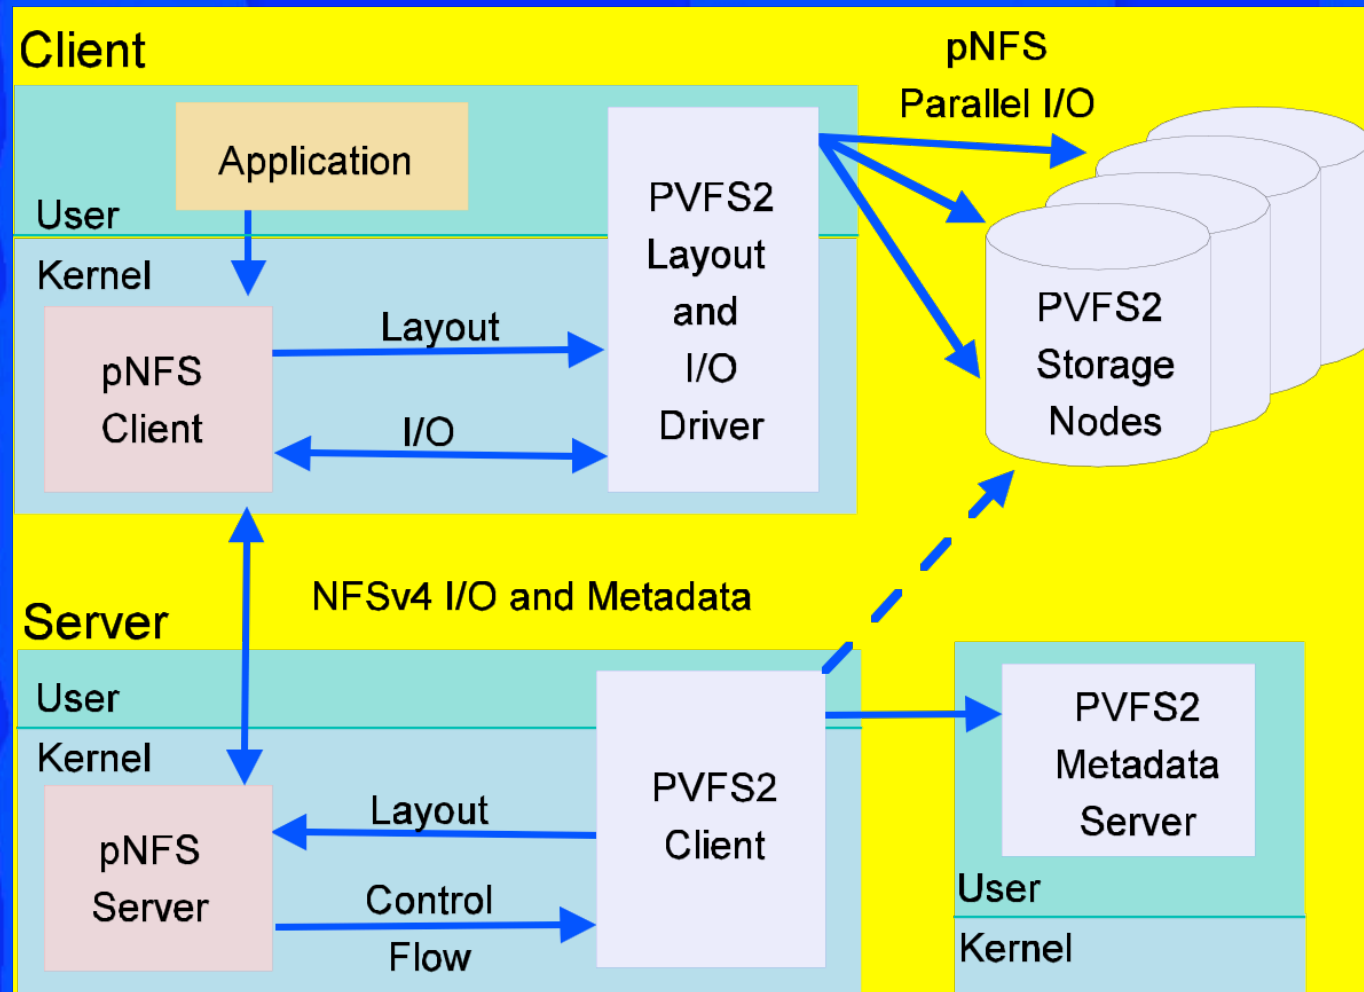 Client
pNFS
Parallel I/O
Application
User
Kernel
pNFS
Client
Layout
I/O
PVFS2
Layout
and
I/O
Driver
PVFS2
Storage
Nodes
NFSv4 I/O and Metadata
Server
User
Kernel
pNFS
Server
Layout
Control
Flow
PVFS2
Client
PVFS2
Metadata
Server
User
Kernel